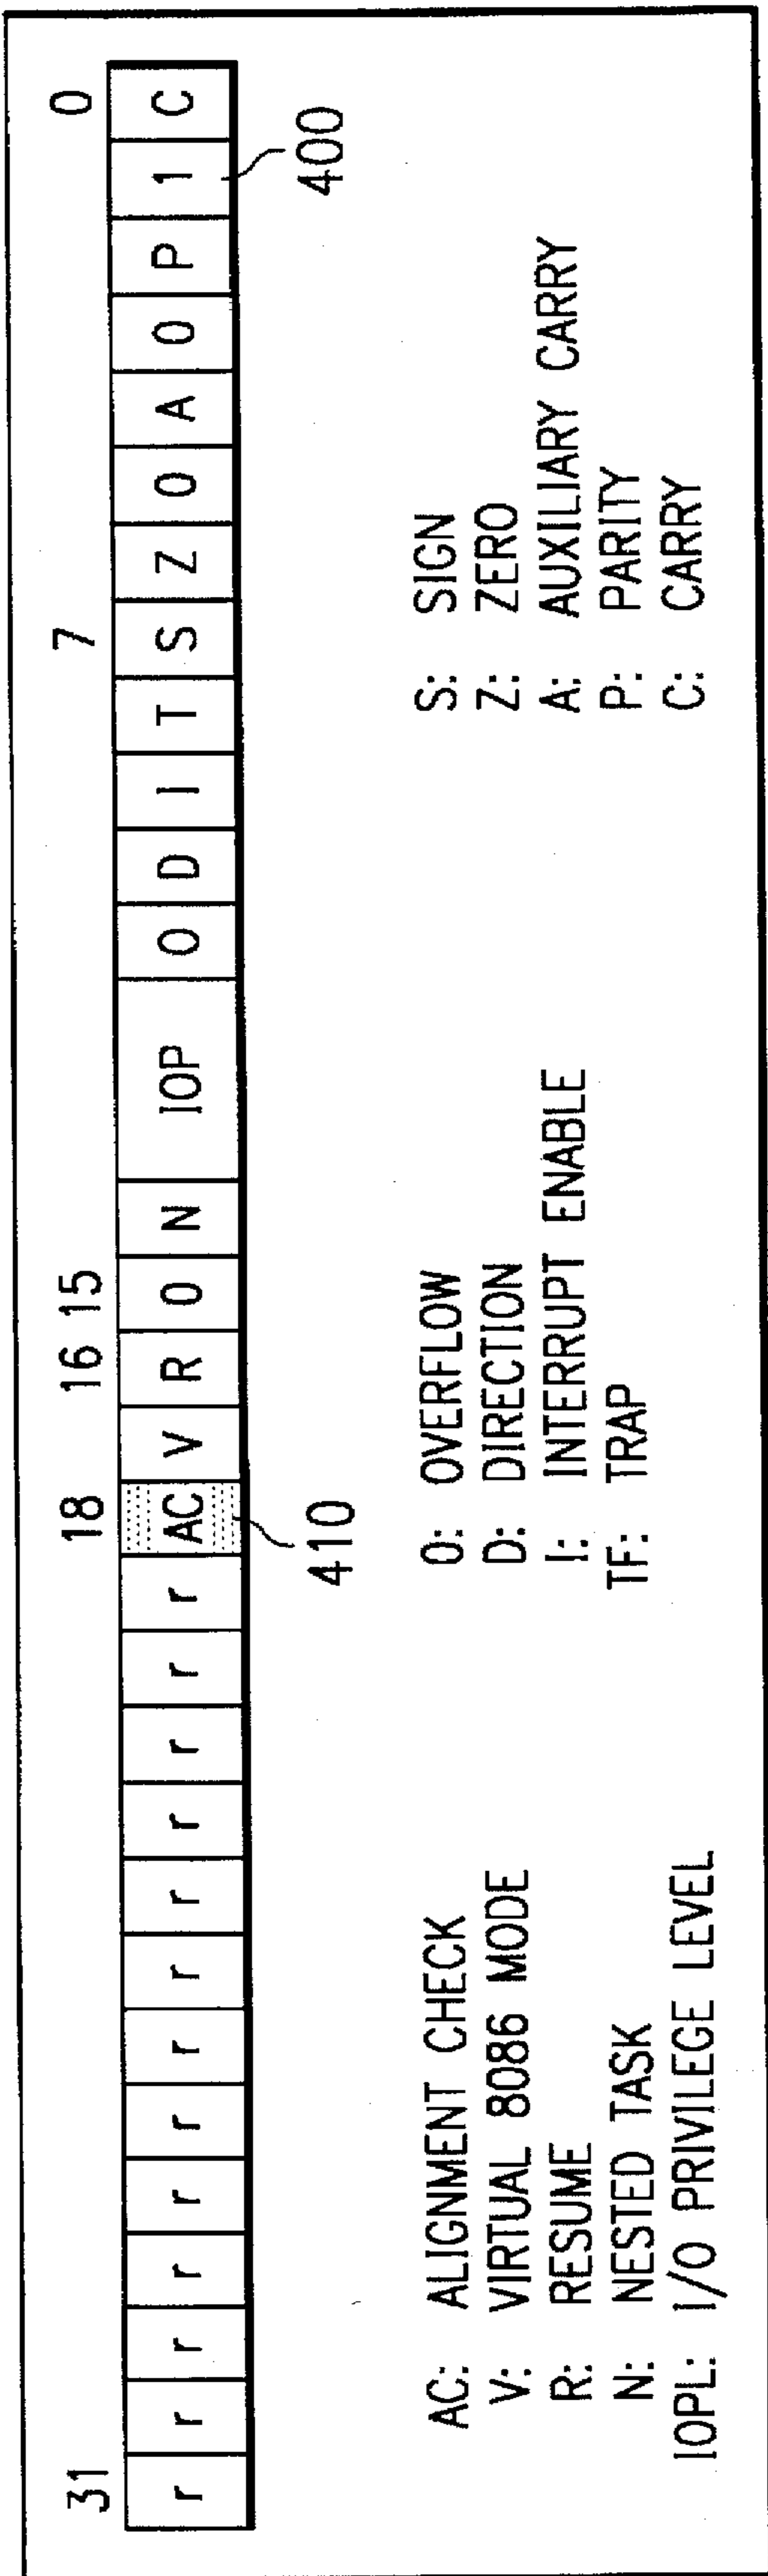 31 18 16 15 7 0
r r r r r r r r r r r r r AC V R 0 N IOP O D I T S Z 0 A 0 P 1 C
410 400
AC: ALIGNMENT CHECK
V: VIRTUAL 8086 MODE
R: RESUME
N: NESTED TASK
IOPL: I/O PRIVILEGE LEVEL
O: OVERFLOW
D: DIRECTION
I: INTERRUPT ENABLE
TF: TRAP
S: SIGN
Z: ZERO
A: AUXILIARY CARRY
P: PARITY
C: CARRY